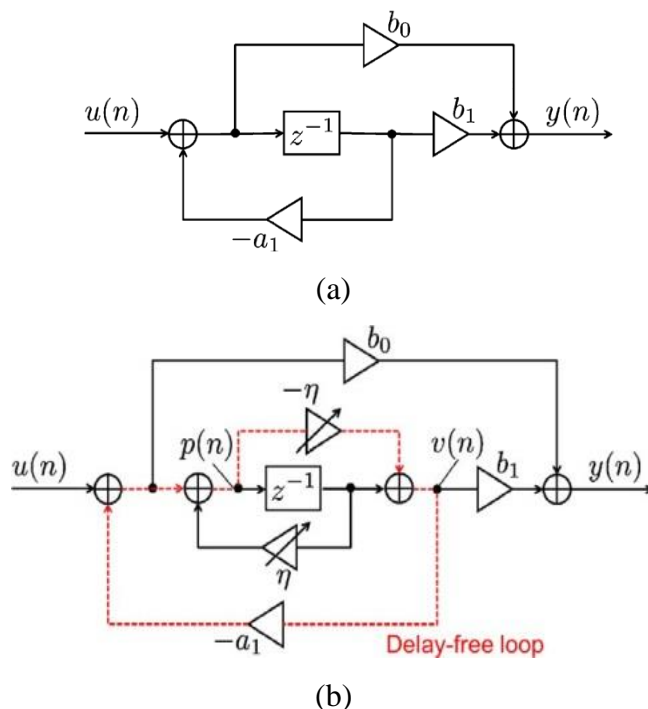 b₀
u(n)
z⁻¹
b₁
y(n)
−a₁
(a)
b₀
−η
p(n)
v(n)
u(n)
z⁻¹
b₁
y(n)
η
−a₁
Delay-free loop
(b)